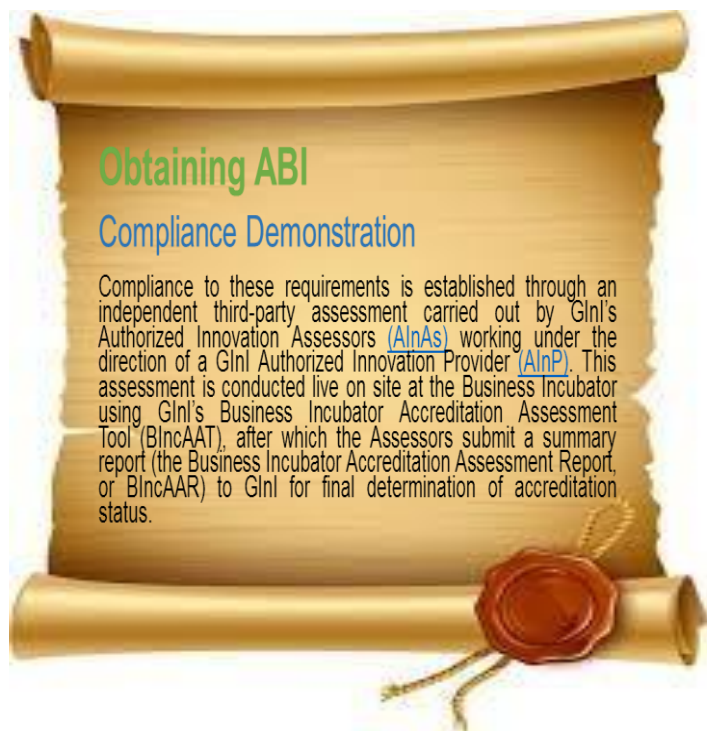 Obtaining ABI
Compliance Demonstration
Compliance to these requirements is established through an
independent third-party assessment carried out by GInI's
Authorized Innovation Assessors (AInAs) working under the
direction of a GInI Authorized Innovation Provider (AInP). This
assessment is conducted live on site at the Business Incubator
using GInI's Business Incubator Accreditation Assessment
Tool (BIncAAT), after which the Assessors submit a summary
report (the Business Incubator Accreditation Assessment Report,
or BIncAAR) to GInI for final determination of accreditation
status.